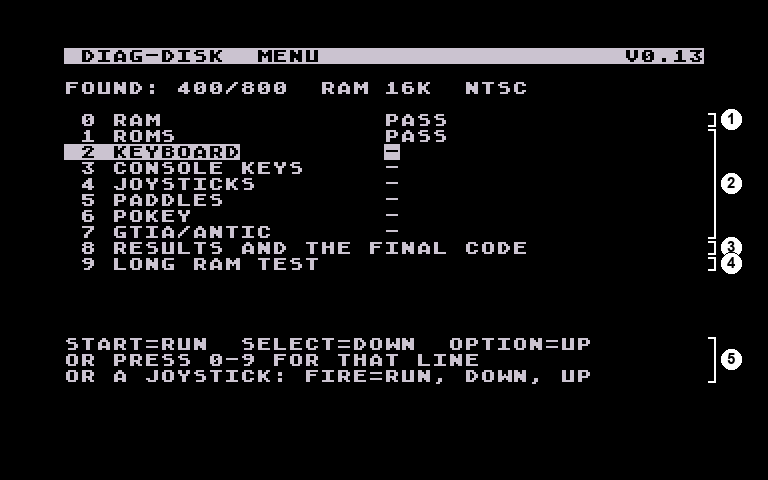 DIAG-DISK MENU V0.13
FOUND: 400/800 RAM 16K NTSC
0 RAM PASS
1 ROMS PASS
2 KEYBOARD -
3 CONSOLE KEYS -
4 JOYSTICKS -
5 PADDLES -
6 POKEY -
7 GTIA/ANTIC -
8 RESULTS AND THE FINAL CODE
9 LONG RAM TEST
START=RUN SELECT=DOWN OPTION=UP
OR PRESS 0-9 FOR THAT LINE
OR A JOYSTICK: FIRE=RUN, DOWN, UP
1
2
3
4
5